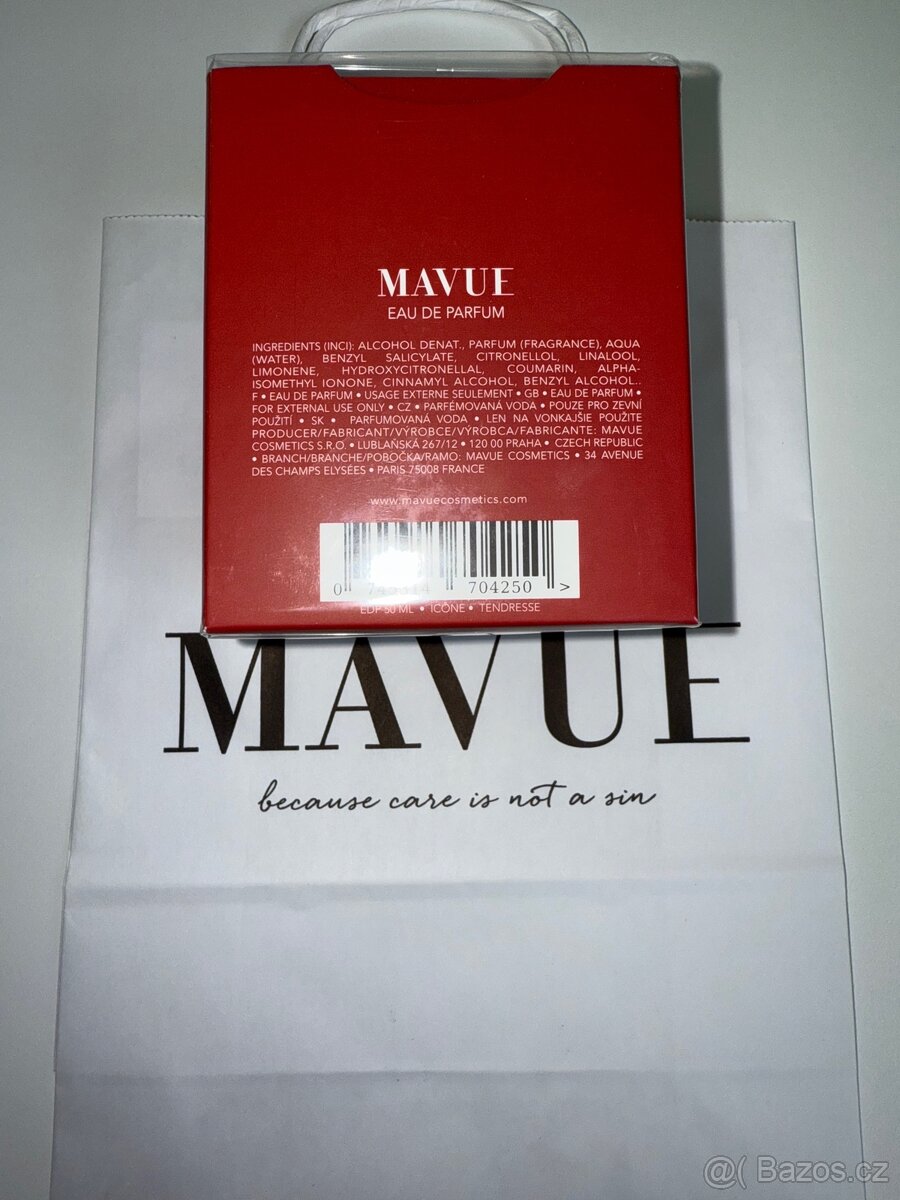 MAVUE
EAU DE PARFUM
INGREDIENTS (INCI): ALCOHOL DENAT., PARFUM (FRAGRANCE), AQUA
(WATER), BENZYL SALICYLATE, CITRONELLOL, LINALOOL,
LIMONENE, HYDROXYCITRONELLAL, COUMARIN, ALPHA-
ISOMETHYL IONONE, CINNAMYL ALCOHOL, BENZYL ALCOHOL..
F • EAU DE PARFUM • USAGE EXTERNE SEULEMENT • GB • EAU DE PARFUM •
FOR EXTERNAL USE ONLY • CZ • PARFÉMOVANÁ VODA • POUZE PRO ZEVNÍ
POUŽITÍ • SK • PARFUMOVANÁ VODA • LEN NA VONKAJŠIE POUŽITE
PRODUCER/FABRICANT/VÝROBCE/VÝROBCA/FABRICANTE: MAVUE
COSMETICS S.R.O. • LUBLAŇSKÁ 267/12 • 120 00 PRAHA • CZECH REPUBLIC
• BRANCH/BRANCHE/POBOČKA/RAMO: MAVUE COSMETICS • 34 AVENUE
DES CHAMPS ELYSÉES • PARIS 75008 FRANCE
www.mavuecosmetics.com
0 704250 >
EDP 50 ML • ICÔNE • TENDRESSE
MAVUE
because care is not a sin
@( Bazos.cz